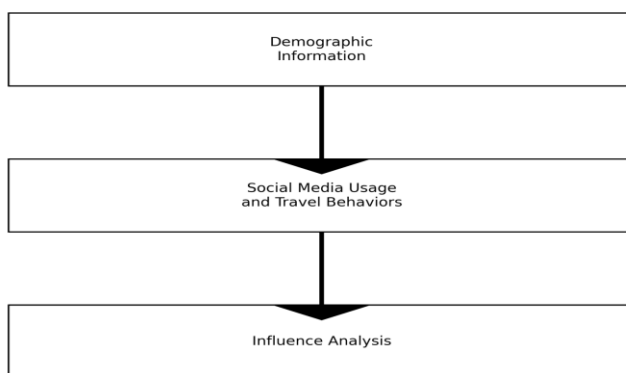 Demographic
Information
Social Media Usage
and Travel Behaviors
Influence Analysis